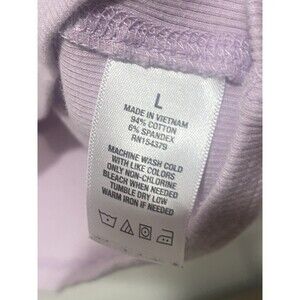 L
MADE IN VIETNAM
94% COTTON
6% SPANDEX
RN154379
MACHINE WASH COLD
WITH LIKE COLORS
ONLY NON-CHLORINE
BLEACH WHEN NEEDED
TUMBLE DRY LOW
WARM IRON IF NEEDED